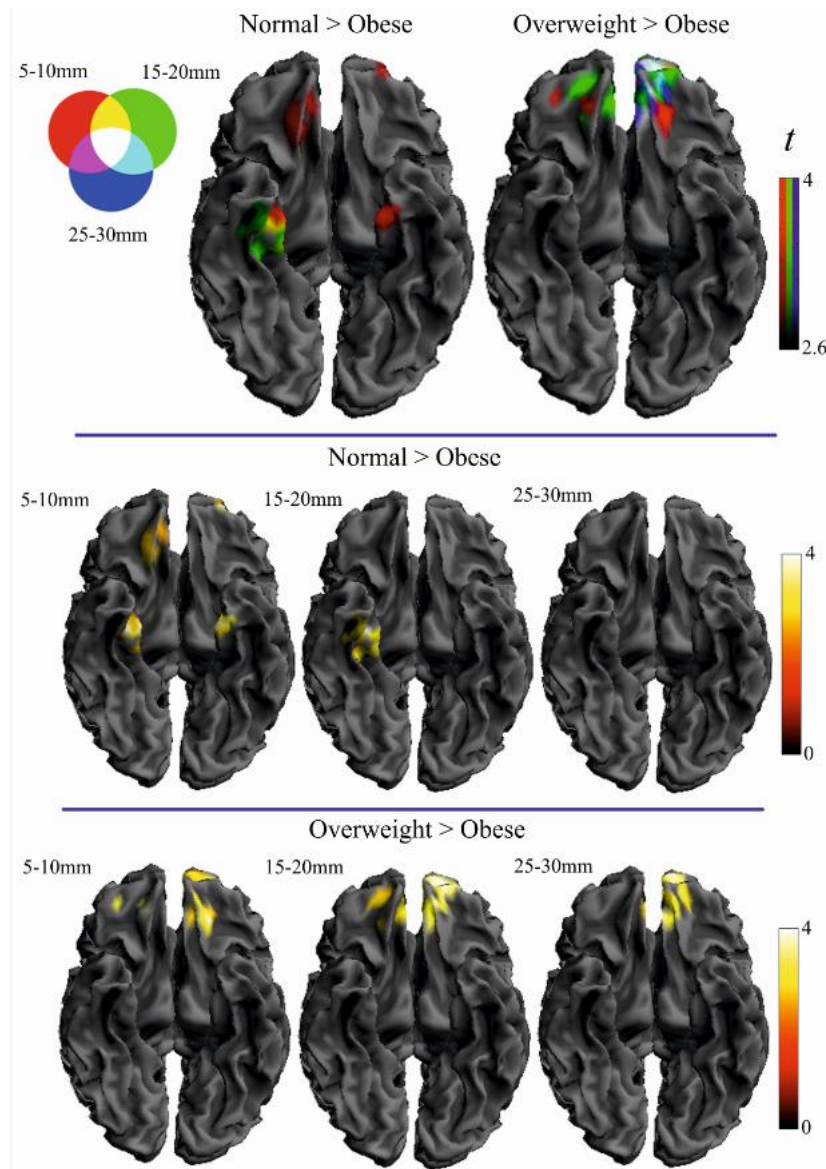 Normal > Obese
Overweight > Obese
5-10mm
15-20mm
25-30mm
t
4
2.6
Normal > Obese
5-10mm
15-20mm
25-30mm
4
0
Overweight > Obese
5-10mm
15-20mm
25-30mm
4
0